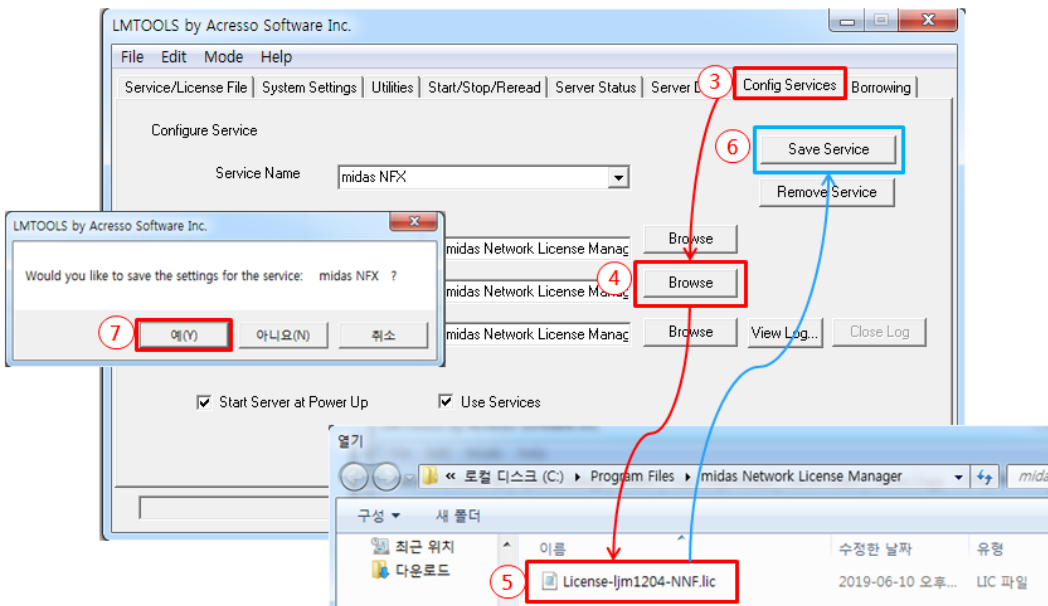 LMTOOLS by Acresso Software Inc.
File Edit Mode Help
Service/License File System Settings Utilities Start/Stop/Reread Server Status Server D 3 Config Services Borrowing
Configure Service
6 Save Service
Service Name midas NFX
Remove Service
LMTOOLS by Acresso Software Inc.
Would you like to save the settings for the service: midas NFX ?
7 예(Y) 아니요(N) 취소
midas Network License Manag Browse
midas Network License Manag 4 Browse
midas Network License Manag Browse View Log... Close Log
Start Server at Power Up Use Services
열기
« 로컬 디스크 (C:) Program Files midas Network License Manager mida
구성 새 폴더
최근 위치 이름 수정한 날짜 유형
다운로드 5 License-ljm1204-NNF.lic 2019-06-10 오후... LIC 파일